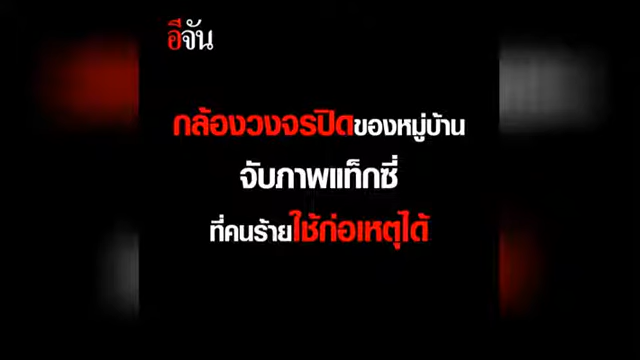 อีจัน
กล้องวงจรปิดของหมู่บ้าน
จับภาพแท็กซี่
ที่คนร้ายใช้ก่อเหตุได้